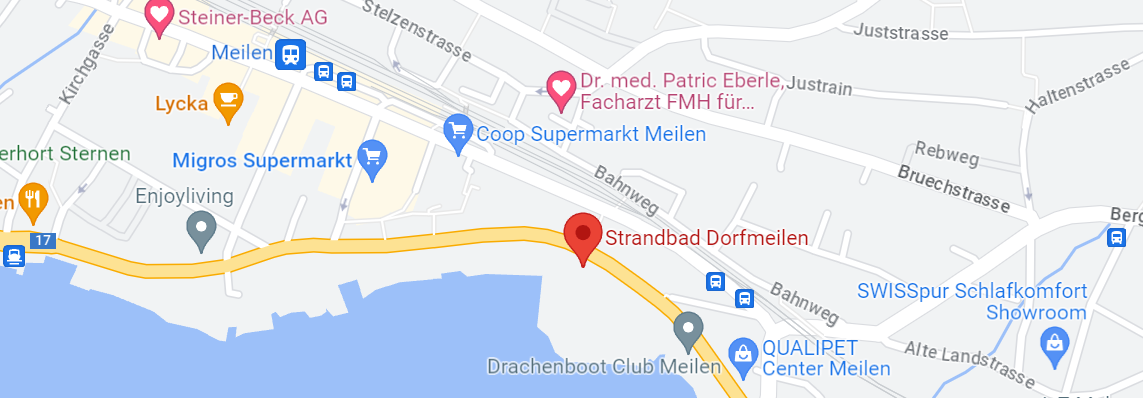 Steiner-Beck AG
Stelzenstrasse
Juststrasse
Meilen
Kirchgasse
Dr. med. Patric Eberle,
Facharzt FMH für...
Justrain
Haltenstrasse
Lycka
Coop Supermarkt Meilen
erhort Sternen
Migros Supermarkt
Rebweg
Bruechstrasse
Bahnweg
Enjoyliving
en
Berg
17
Strandbad Dorfmeilen
Bahnweg
SWISSpur Schlafkomfort
Showroom
QUALIPET
Center Meilen
Drachenboot Club Meilen
Alte Landstrasse